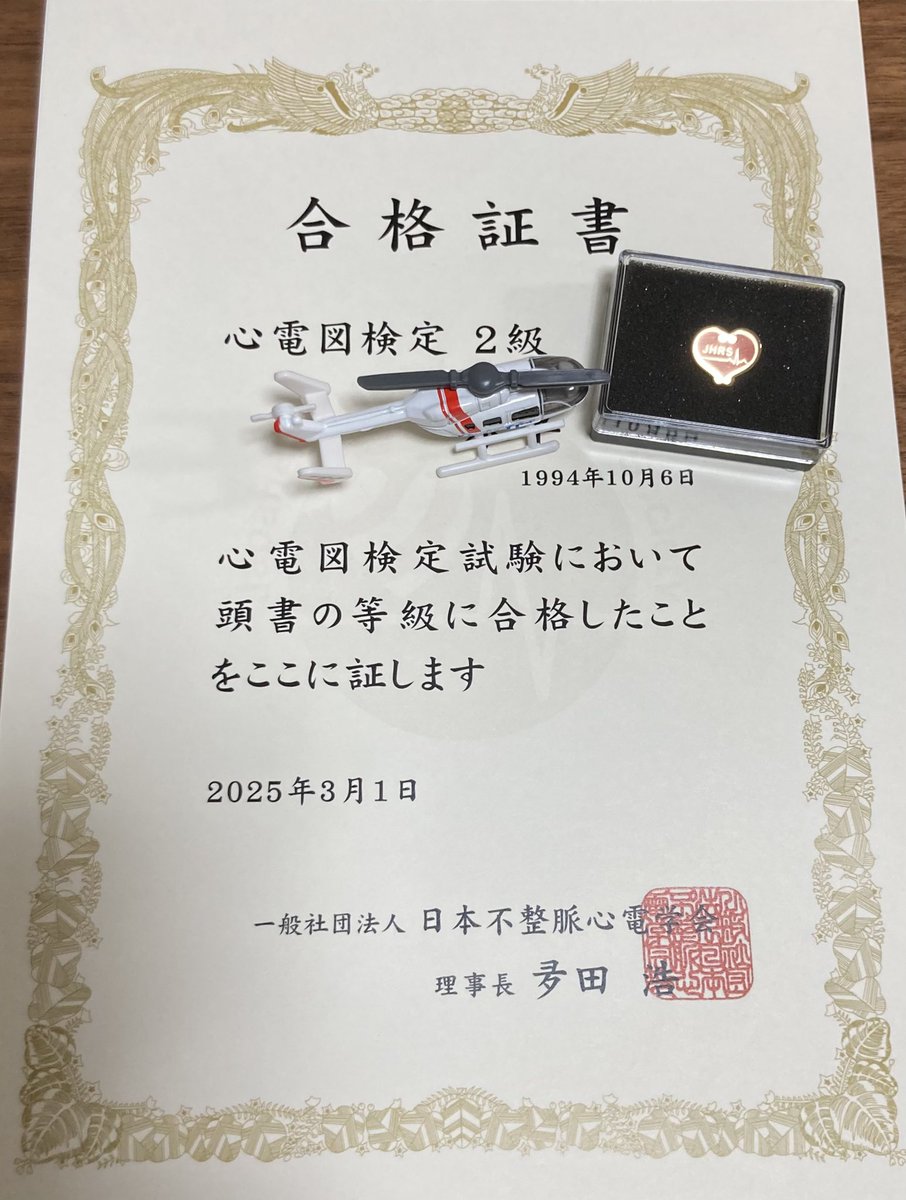 合格証書
心電図検定 2級
JHRS
1994年10月6日
心電図検定試験において
頭書の等級に合格したこと
をここに証します
2025年3月1日
一般社団法人 日本不整脈心電学会
理事長 多田 浩